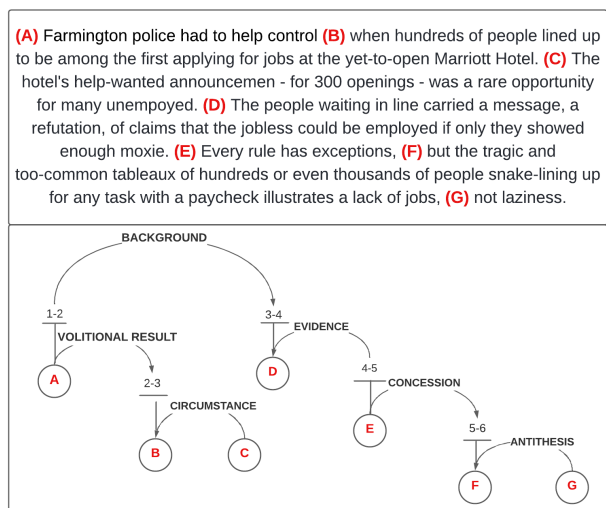 (A) Farmington police had to help control (B) when hundreds of people lined up
to be among the first applying for jobs at the yet-to-open Marriott Hotel. (C) The
hotel's help-wanted announcemen - for 300 openings - was a rare opportunity
for many unempoyed. (D) The people waiting in line carried a message, a
refutation, of claims that the jobless could be employed if only they showed
enough moxie. (E) Every rule has exceptions, (F) but the tragic and
too-common tableaux of hundreds or even thousands of people snake-lining up
for any task with a paycheck illustrates a lack of jobs, (G) not laziness.
BACKGROUND
1-2
3-4
EVIDENCE
VOLITIONAL RESULT
A
D
4-5
2-3
CONCESSION
CIRCUMSTANCE
E
5-6
ANTITHESIS
B
C
F
G